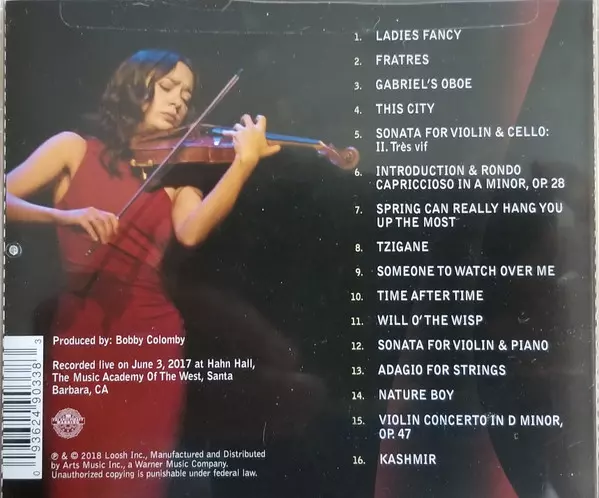 1. LADIES FANCY
2. FRATRES
3. GABRIEL'S OBOE
4. THIS CITY
5. SONATA FOR VIOLIN & CELLO:
II. Très vif
6. INTRODUCTION & RONDO
CAPRICCIOSO IN A MINOR, OP. 28
7. SPRING CAN REALLY HANG YOU
UP THE MOST
8. TZIGANE
9. SOMEONE TO WATCH OVER ME
10. TIME AFTER TIME
11. WILL O' THE WISP
12. SONATA FOR VIOLIN & PIANO
13. ADAGIO FOR STRINGS
14. NATURE BOY
15. VIOLIN CONCERTO IN D MINOR,
OP. 47
16. KASHMIR
Produced by: Bobby Colomby
Recorded live on June 3, 2017 at Hahn Hall,
The Music Academy Of The West, Santa
Barbara, CA
℗ & © 2018 Loosh Inc., Manufactured and Distributed
by Arts Music Inc., a Warner Music Company.
Unauthorized copying is punishable under federal law.
0 93624 90338 3